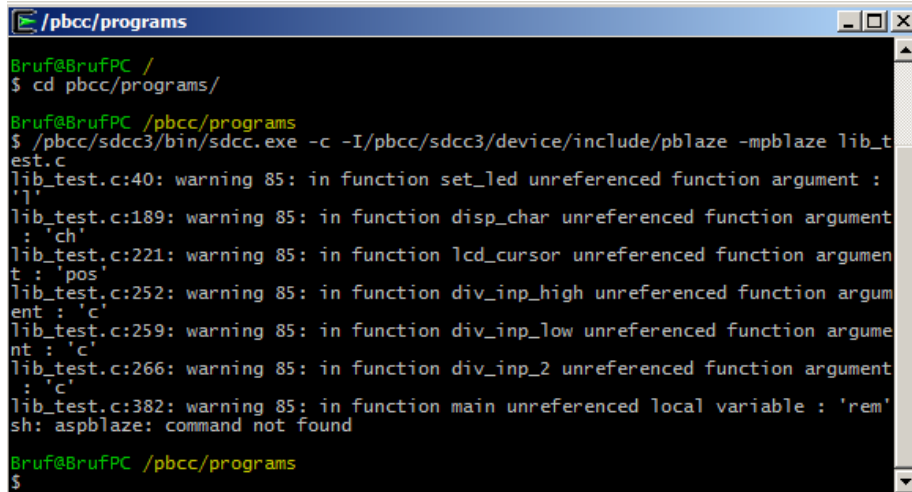 /pbcc/programs
Bruf@BrufPC /
$ cd pbcc/programs/
Bruf@BrufPC /pbcc/programs
$ /pbcc/sdcc3/bin/sdcc.exe -c -I/pbcc/sdcc3/device/include/pblaze -mpblaze lib_t
est.c
lib_test.c:40: warning 85: in function set_led unreferenced function argument :
'l'
lib_test.c:189: warning 85: in function disp_char unreferenced function argument
: 'ch'
lib_test.c:221: warning 85: in function lcd_cursor unreferenced function argumen
t : 'pos'
lib_test.c:252: warning 85: in function div_inp_high unreferenced function argum
ent : 'c'
lib_test.c:259: warning 85: in function div_inp_low unreferenced function argume
nt : 'c'
lib_test.c:266: warning 85: in function div_inp_2 unreferenced function argument
: 'c'
lib_test.c:382: warning 85: in function main unreferenced local variable : 'rem'
sh: aspblaze: command not found
Bruf@BrufPC /pbcc/programs
$